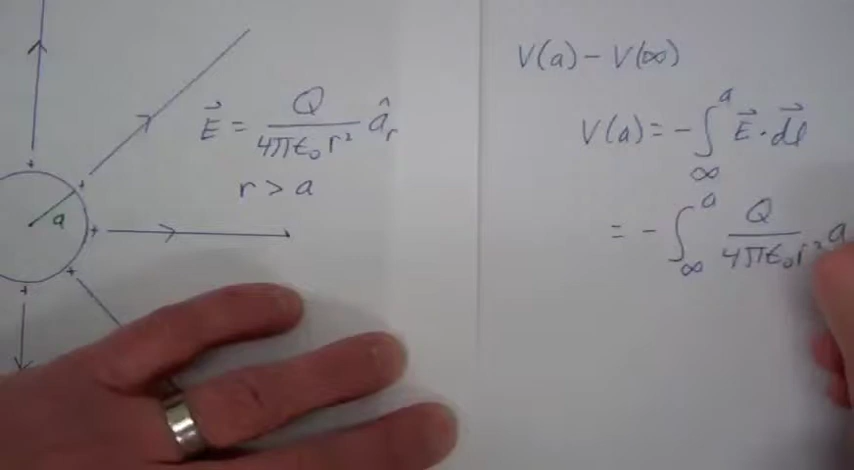 +
+
a
+
+
+
E⃗ = Q / 4πε₀r² â_r
r > a
V(a) - V(∞)
V(a) = -∫_∞^a E⃗ · dl⃗
= -∫_∞^a Q / 4πε₀r² a